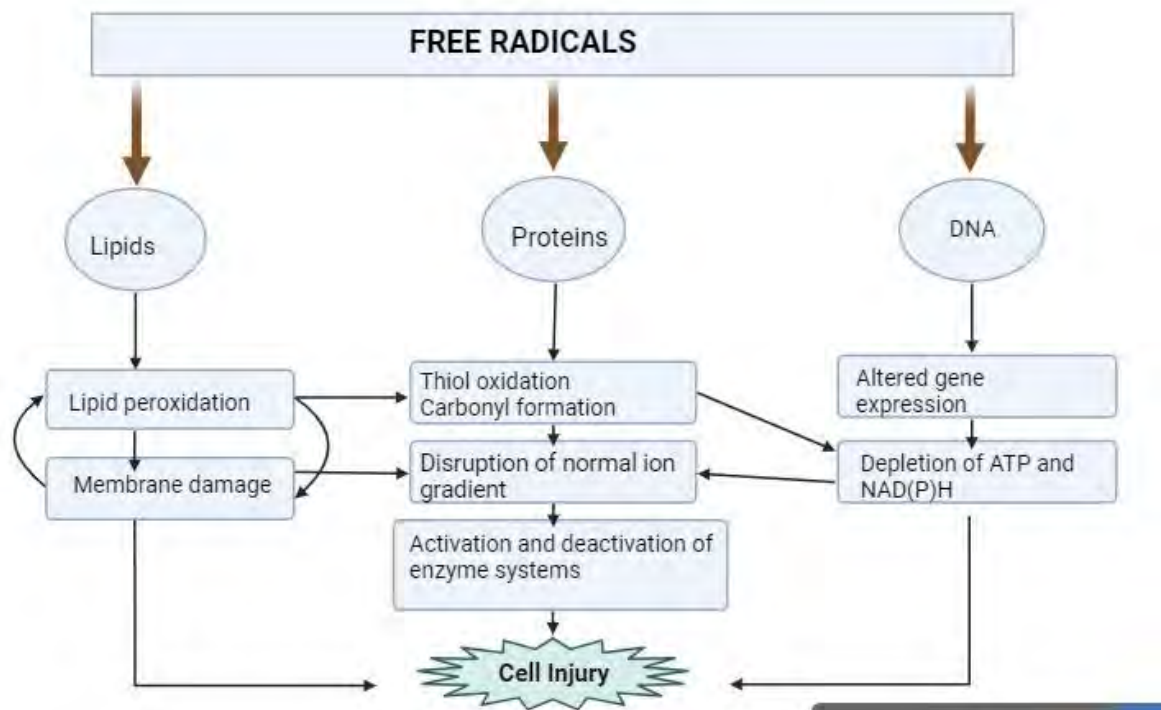 FREE RADICALS
Lipids
Proteins
DNA
Lipid peroxidation
Membrane damage
Thiol oxidation
Carbonyl formation
Disruption of normal ion
gradient
Activation and deactivation of
enzyme systems
Altered gene
expression
Depletion of ATP and
NAD(P)H
Cell Injury